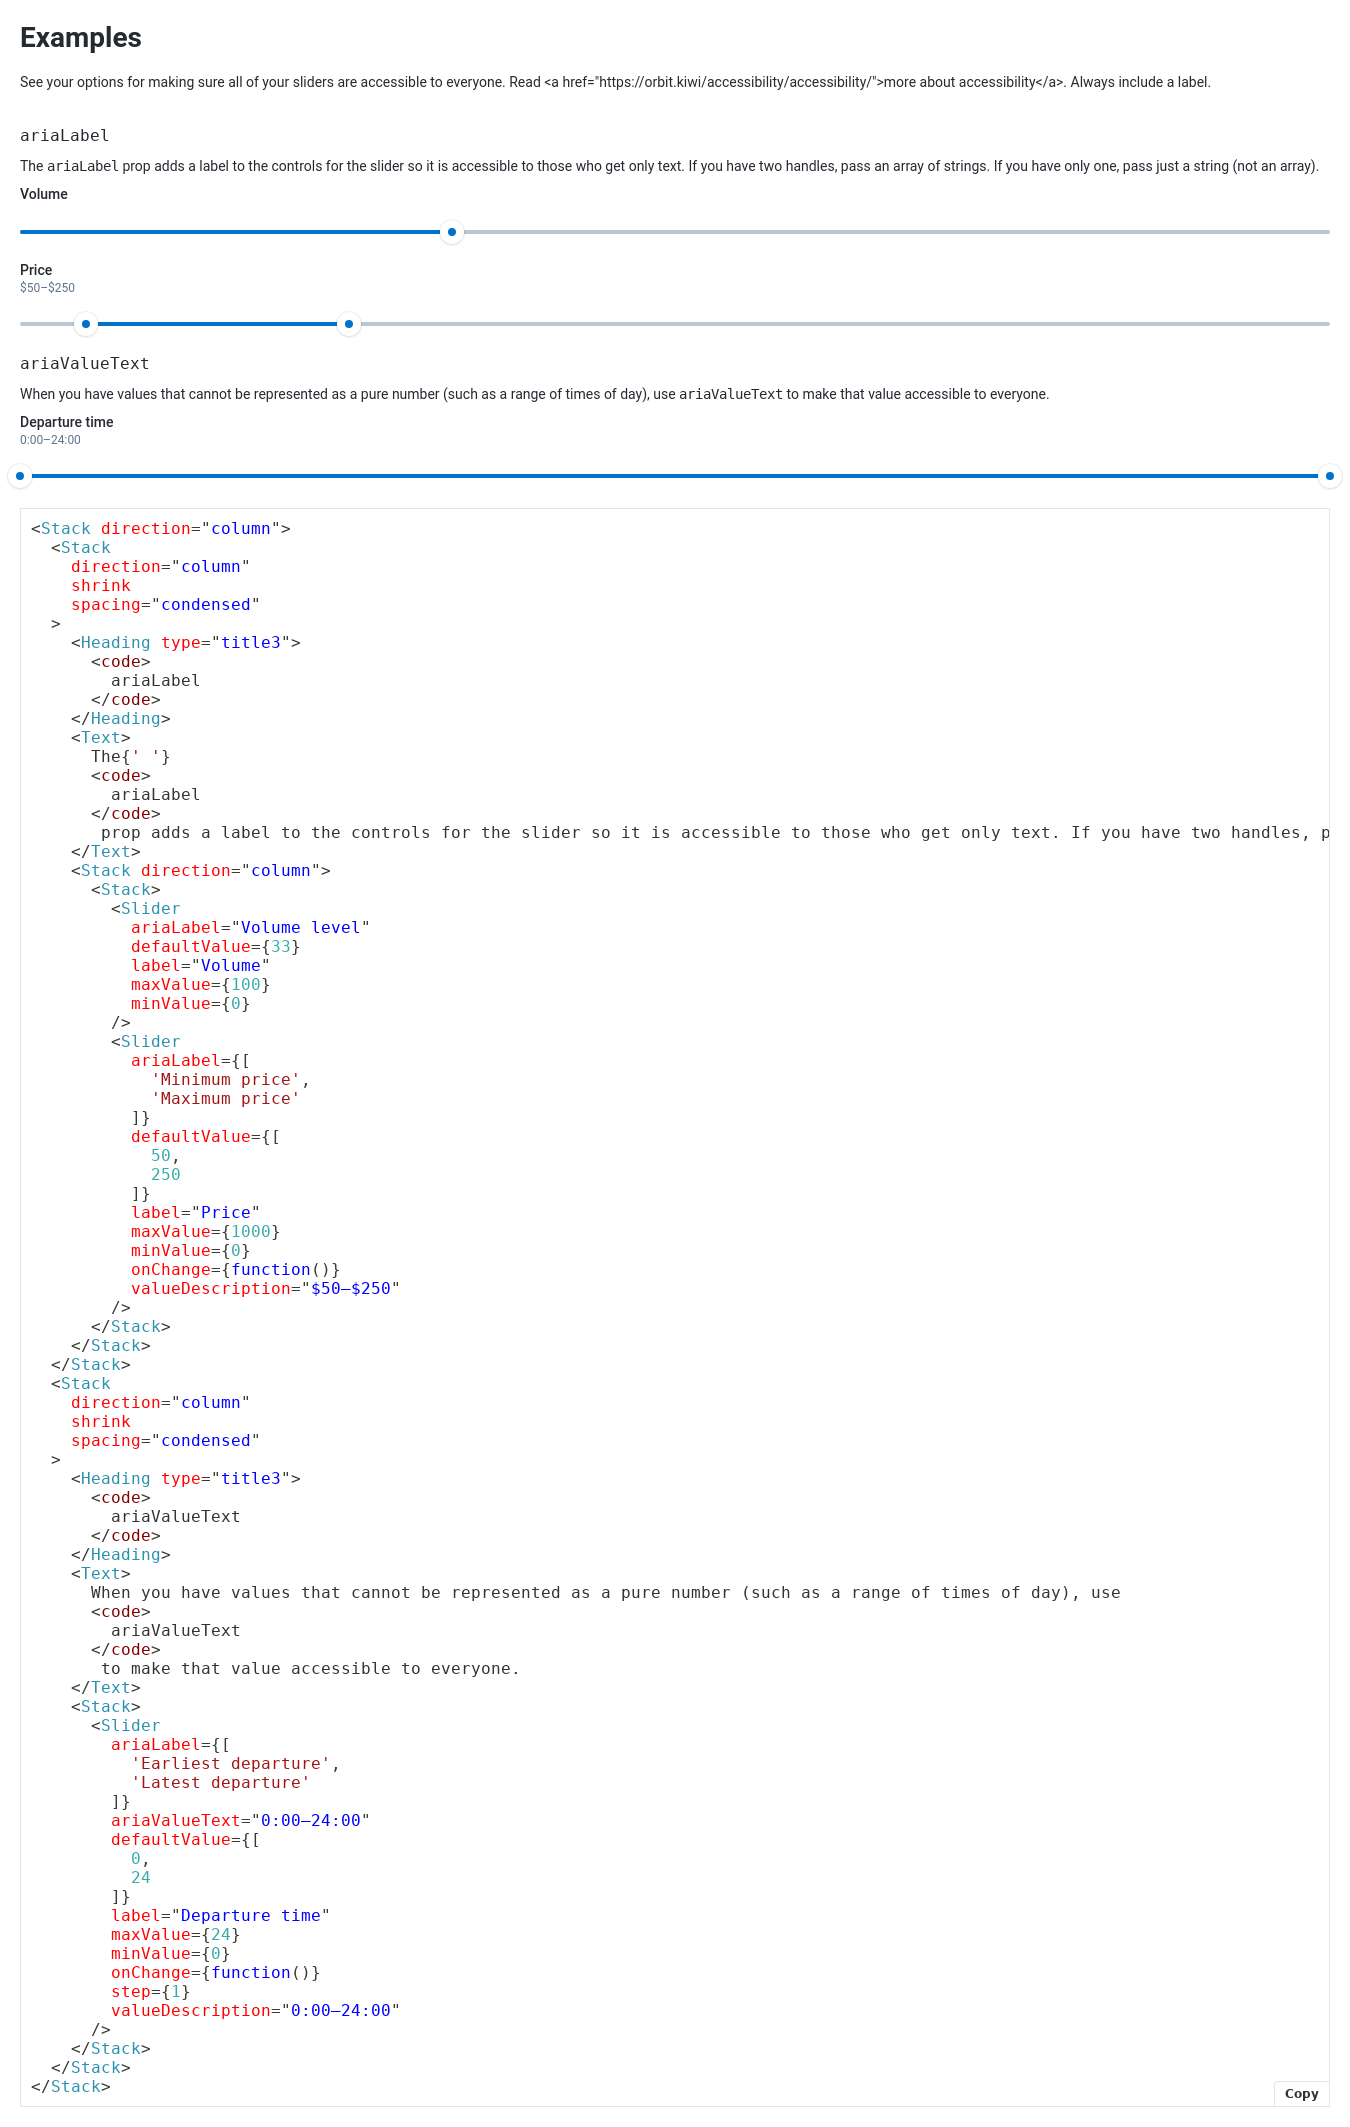 Examples
See your options for making sure all of your sliders are accessible to everyone. Read <a href="https://orbit.kiwi/accessibility/accessibility/">more about accessibility</a>. Always include a label.
ariaLabel
The ariaLabel prop adds a label to the controls for the slider so it is accessible to those who get only text. If you have two handles, pass an array of strings. If you have only one, pass just a string (not an array).
Volume
Price
$50–$250
ariaValueText
When you have values that cannot be represented as a pure number (such as a range of times of day), use ariaValueText to make that value accessible to everyone.
Departure time
0:00–24:00
<Stack direction="column">
  <Stack
    direction="column"
    shrink
    spacing="condensed"
  >
    <Heading type="title3">
      <code>
        ariaLabel
      </code>
    </Heading>
    <Text>
      The{' '}
      <code>
        ariaLabel
      </code>
       prop adds a label to the controls for the slider so it is accessible to those who get only text. If you have two handles, p
    </Text>
    <Stack direction="column">
      <Stack>
        <Slider
          ariaLabel="Volume level"
          defaultValue={33}
          label="Volume"
          maxValue={100}
          minValue={0}
        />
        <Slider
          ariaLabel={[
            'Minimum price',
            'Maximum price'
          ]}
          defaultValue={[
            50,
            250
          ]}
          label="Price"
          maxValue={1000}
          minValue={0}
          onChange={function()}
          valueDescription="$50–$250"
        />
      </Stack>
    </Stack>
  </Stack>
  <Stack
    direction="column"
    shrink
    spacing="condensed"
  >
    <Heading type="title3">
      <code>
        ariaValueText
      </code>
    </Heading>
    <Text>
      When you have values that cannot be represented as a pure number (such as a range of times of day), use
      <code>
        ariaValueText
      </code>
       to make that value accessible to everyone.
    </Text>
    <Stack>
      <Slider
        ariaLabel={[
          'Earliest departure',
          'Latest departure'
        ]}
        ariaValueText="0:00–24:00"
        defaultValue={[
          0,
          24
        ]}
        label="Departure time"
        maxValue={24}
        minValue={0}
        onChange={function()}
        step={1}
        valueDescription="0:00–24:00"
      />
    </Stack>
  </Stack>
</Stack>
Copy